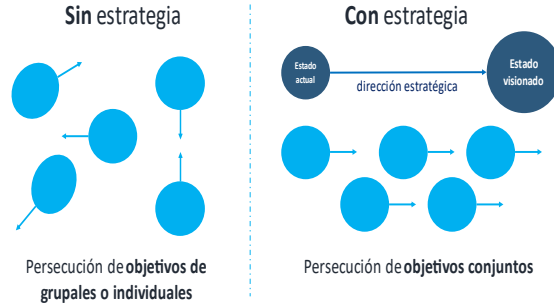 Sin estrategia
Persecución de objetivos de
grupales o individuales
Con estrategia
Estado
actual
dirección estratégica
Estado
visionado
Persecución de objetivos conjuntos